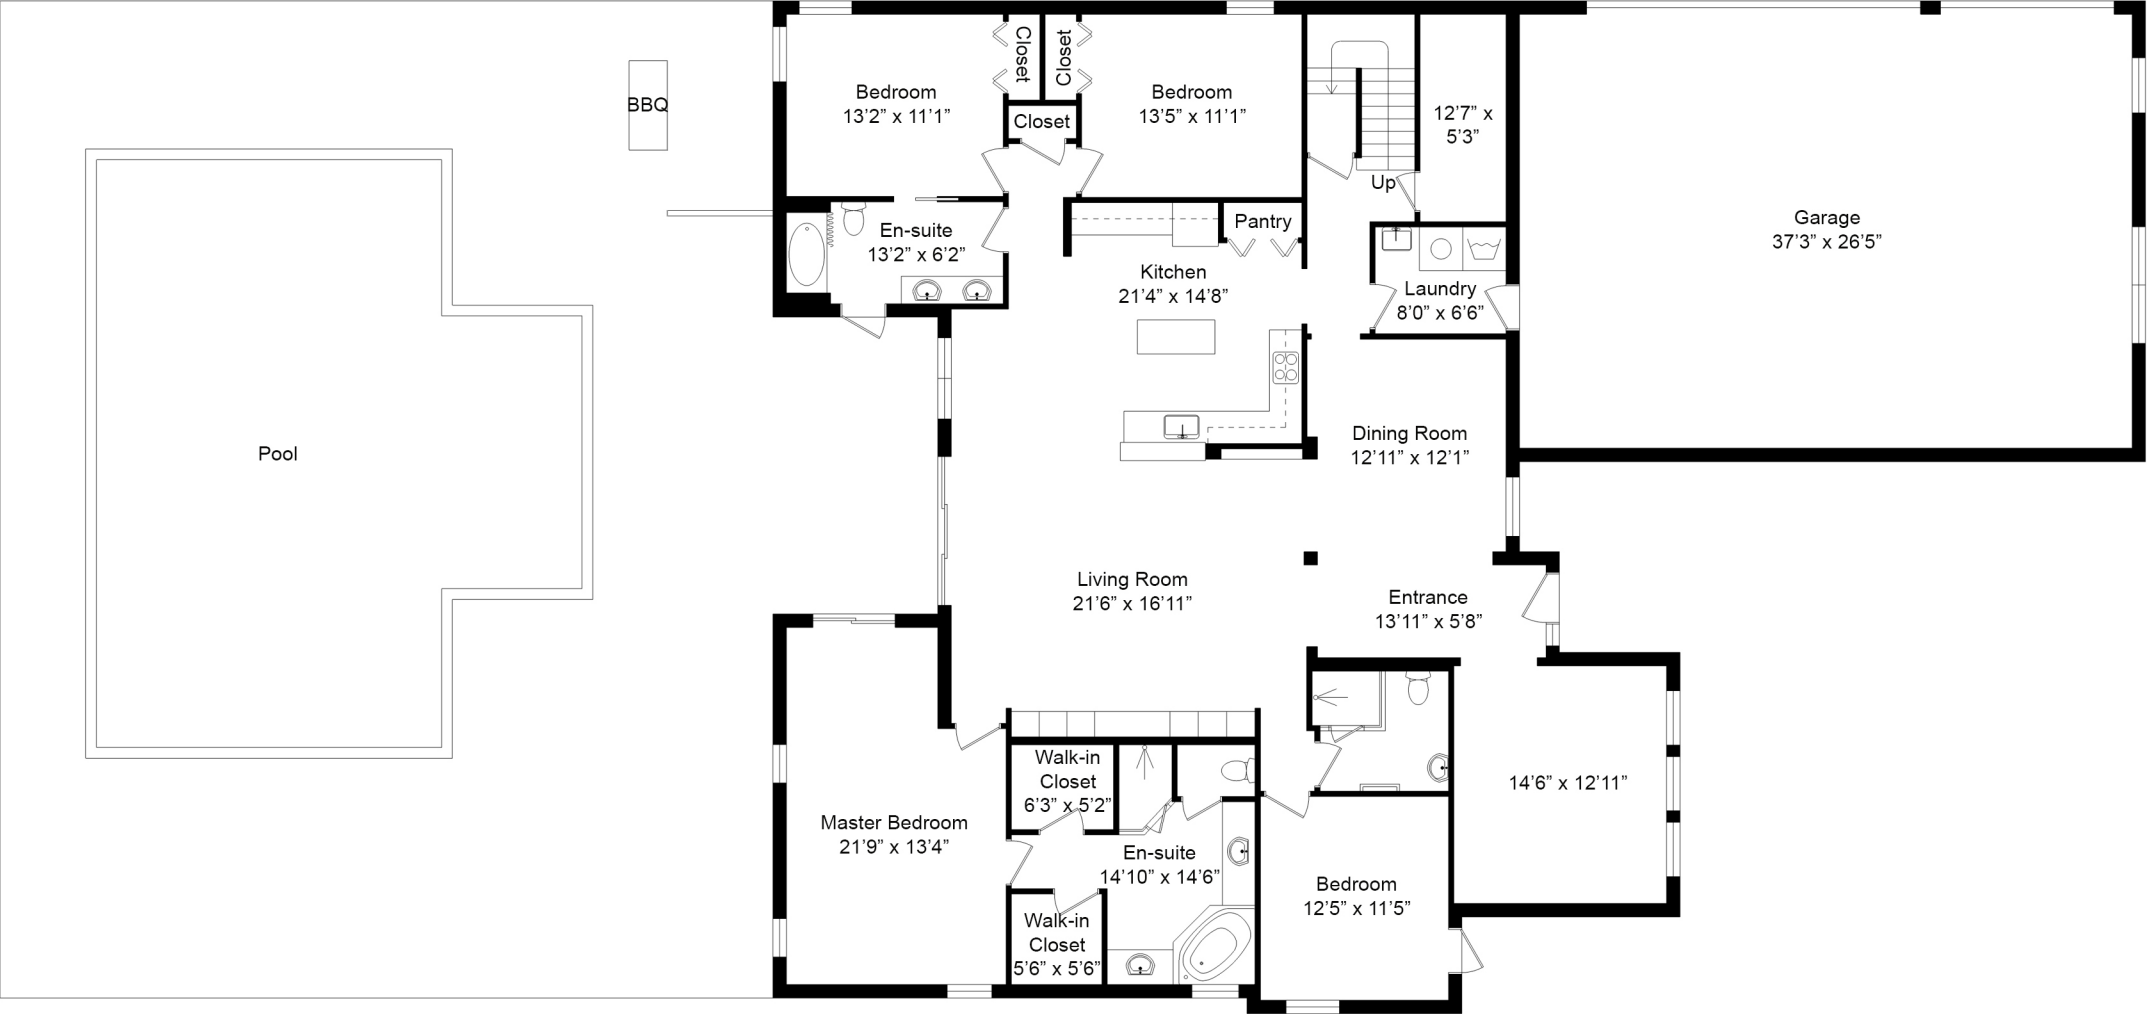 Closet
Closet
BBQ
Bedroom
13’2” x 11’1”
Bedroom
13’5” x 11’1”
12’7” x
5’3”
Closet
Up
En-suite
13’2” x 6’2”
Pantry
Garage
37’3” x 26’5”
Kitchen
21’4” x 14’8”
Laundry
8’0” x 6’6”
Pool
Dining Room
12’11” x 12’1”
Living Room
21’6” x 16’11”
Entrance
13’11” x 5’8”
Walk-in
Closet
6’3” x 5’2”
14’6” x 12’11”
Master Bedroom
21’9” x 13’4”
En-suite
14’10” x 14’6”
Bedroom
12’5” x 11’5”
Walk-in
Closet
5’6” x 5’6”